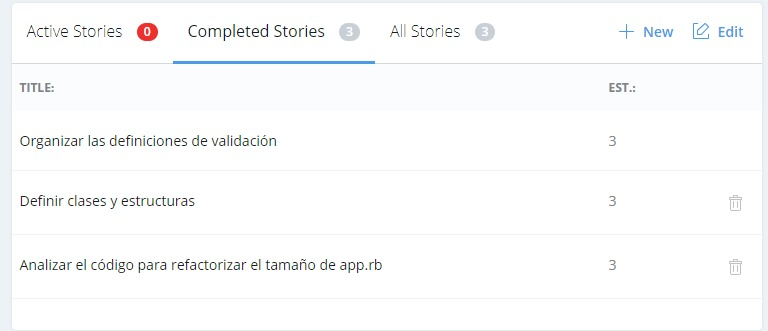 Active Stories 0 Completed Stories 3 All Stories 3 New Edit
TITLE: EST.:
Organizar las definiciones de validación 3
Definir clases y estructuras 3
Analizar el código para refactorizar el tamaño de app.rb 3